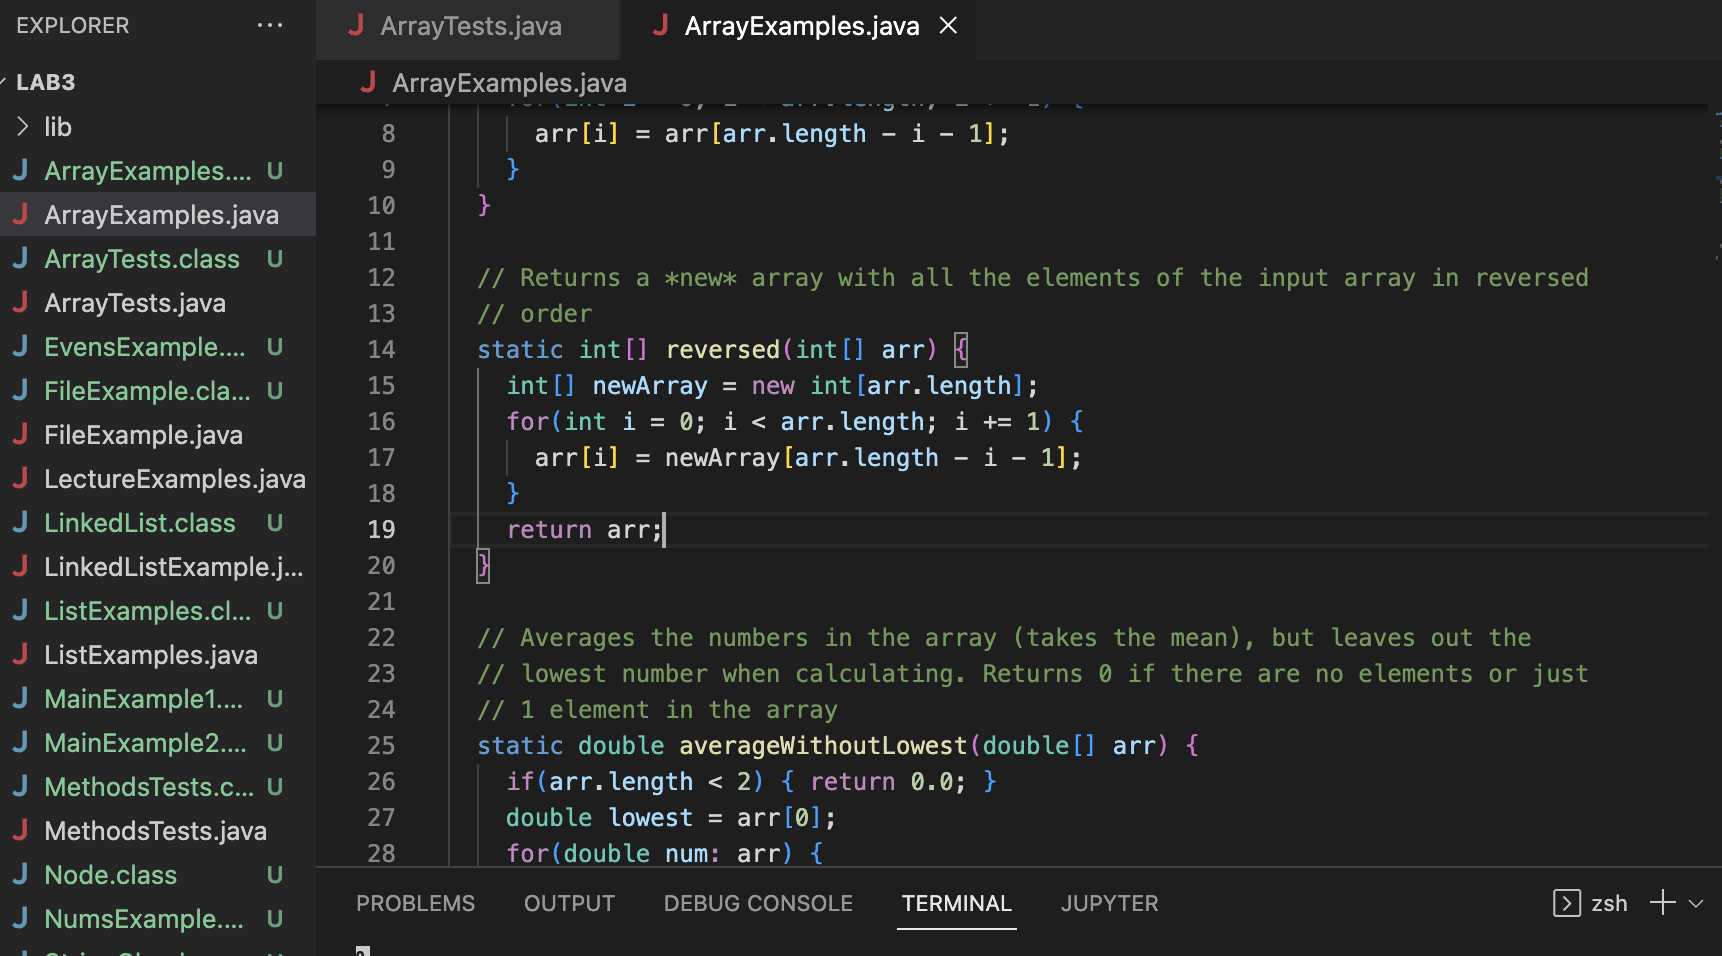 EXPLORER ...
LAB3
lib
ArrayExamples.... U
ArrayExamples.java
ArrayTests.class U
ArrayTests.java
EvensExample.... U
FileExample.cla... U
FileExample.java
LectureExamples.java
LinkedList.class U
LinkedListExample.j...
ListExamples.cl... U
ListExamples.java
MainExample1.... U
MainExample2.... U
MethodsTests.c... U
MethodsTests.java
Node.class U
NumsExample.... U
ArrayTests.java ArrayExamples.java
ArrayExamples.java
8 arr[i] = arr[arr.length - i - 1];
9 }
10 }
11
12 // Returns a *new* array with all the elements of the input array in reversed
13 // order
14 static int[] reversed(int[] arr) {
15 int[] newArray = new int[arr.length];
16 for(int i = 0; i < arr.length; i += 1) {
17 arr[i] = newArray[arr.length - i - 1];
18 }
19 return arr;
20 }
21
22 // Averages the numbers in the array (takes the mean), but leaves out the
23 // lowest number when calculating. Returns 0 if there are no elements or just
24 // 1 element in the array
25 static double averageWithoutLowest(double[] arr) {
26 if(arr.length < 2) { return 0.0; }
27 double lowest = arr[0];
28 for(double num: arr) {
PROBLEMS OUTPUT DEBUG CONSOLE TERMINAL JUPYTER zsh